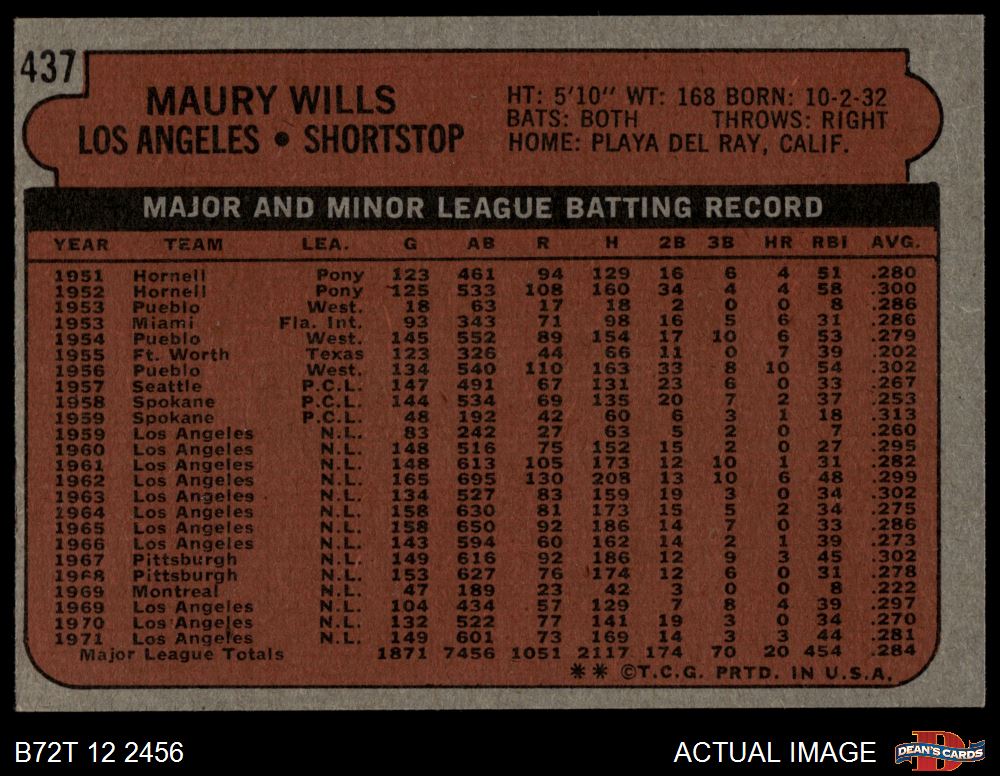 437
MAURY WILLS
LOS ANGELES • SHORTSTOP
HT: 5'10" WT: 168 BORN: 10-2-32
BATS: BOTH THROWS: RIGHT
HOME: PLAYA DEL RAY, CALIF.
MAJOR AND MINOR LEAGUE BATTING RECORD
YEAR TEAM LEA. G AB R H 2B 3B HR RBI AVG.
1951 Hornell Pony 123 461 94 129 16 6 4 51 .280
1952 Hornell Pony 125 533 108 160 34 4 4 58 .300
1953 Pueblo West. 18 63 17 18 2 0 0 8 .286
1953 Miami Fla. Int. 93 343 71 98 16 5 6 31 .286
1954 Pueblo West. 145 552 89 154 17 10 6 53 .279
1955 Ft. Worth Texas 123 326 44 66 11 0 7 39 .202
1956 Pueblo West. 134 540 110 163 33 8 10 54 .302
1957 Seattle P.C.L. 147 491 67 131 23 6 0 33 .267
1958 Spokane P.C.L. 144 534 69 135 20 7 2 37 .253
1959 Spokane P.C.L. 48 192 42 60 6 3 1 18 .313
1959 Los Angeles N.L. 83 242 27 63 5 2 0 7 .260
1960 Los Angeles N.L. 148 516 75 152 15 2 0 27 .295
1961 Los Angeles N.L. 148 613 105 173 12 10 1 31 .282
1962 Los Angeles N.L. 165 695 130 208 13 10 6 48 .299
1963 Los Angeles N.L. 134 527 83 159 19 3 0 34 .302
1964 Los Angeles N.L. 158 630 81 173 15 5 2 34 .275
1965 Los Angeles N.L. 158 650 92 186 14 7 0 33 .286
1966 Los Angeles N.L. 143 594 60 162 14 2 1 39 .273
1967 Pittsburgh N.L. 149 616 92 186 12 9 3 45 .302
1968 Pittsburgh N.L. 153 627 76 174 12 6 0 31 .278
1969 Montreal N.L. 47 189 23 42 3 0 0 8 .222
1969 Los Angeles N.L. 104 434 57 129 7 8 4 39 .297
1970 Los Angeles N.L. 132 522 77 141 19 3 0 34 .270
1971 Los Angeles N.L. 149 601 73 169 14 3 3 44 .281
Major League Totals 1871 7456 1051 2117 174 70 20 454 .284
** ©T.C.G. PRTD. IN U.S.A.
B72T 12 2456
ACTUAL IMAGE
D
DEAN'S CARDS